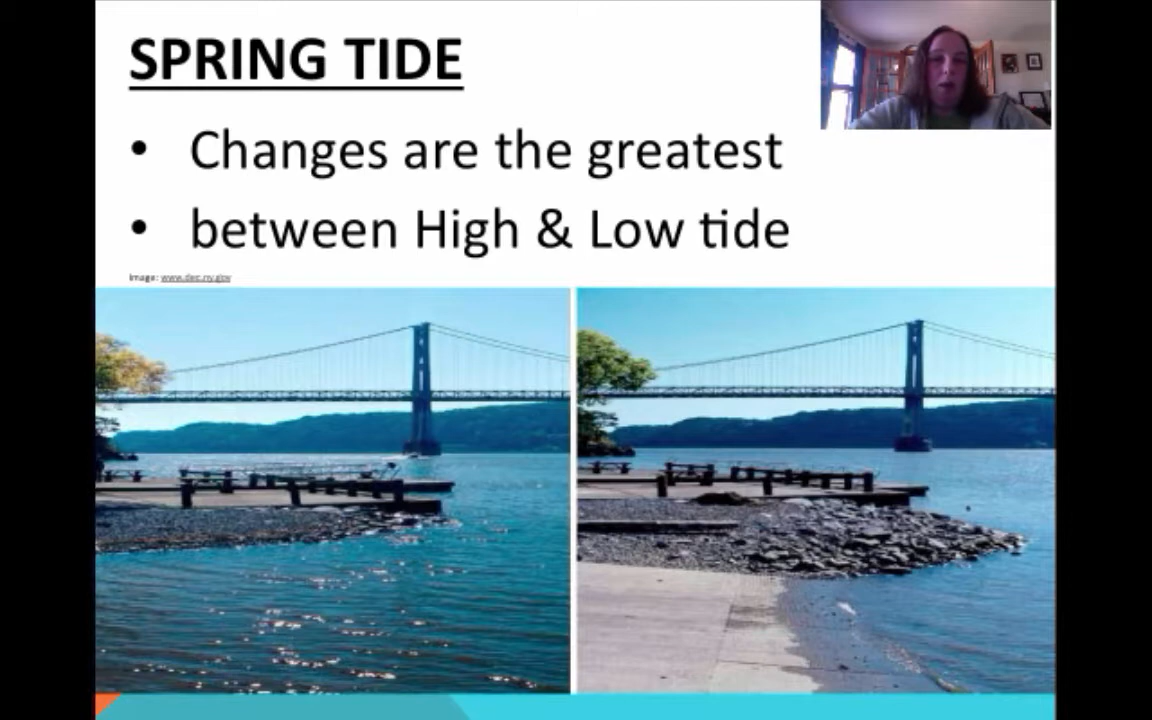 SPRING TIDE
• Changes are the greatest
• between High & Low tide
Image: www.dec.ny.gov